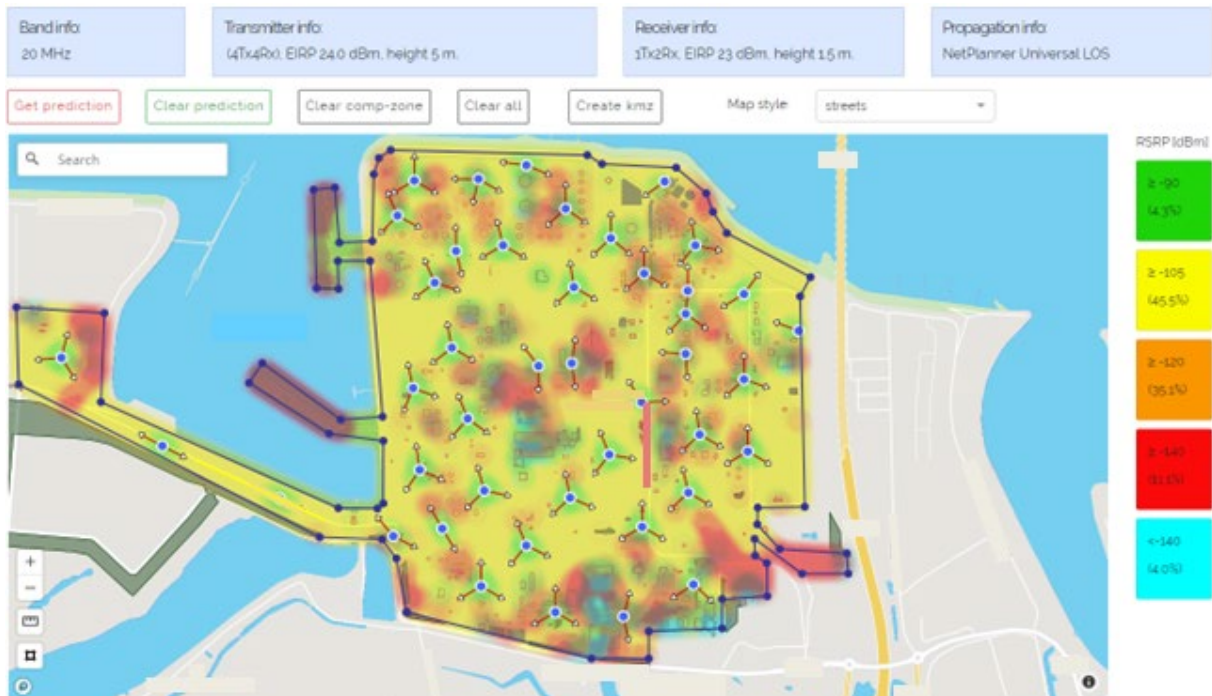 Band info:
20 MHz
Transmitter info:
(4Tx4Rx), EIRP 24.0 dBm, height 5 m.
Receiver info:
1Tx2Rx, EIRP 23 dBm, height 1.5 m.
Propagation info:
NetPlanner Universal LOS
Get prediction
Clear prediction
Clear comp-zone
Clear all
Create kmz
Map style
streets
Search
RSRP [dBm]
≥ -90
(4.3%)
≥ -105
(45.5%)
≥ -120
(35.1%)
≥ -140
(11.1%)
<-140
(4.0%)